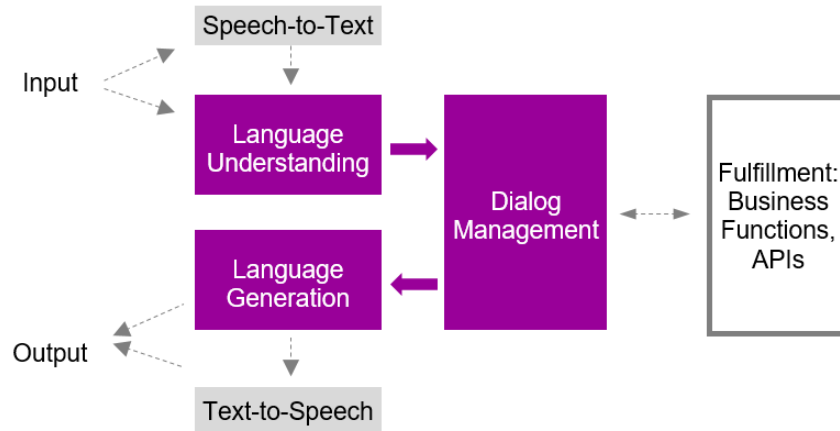 Speech-to-Text
Input
Language
Understanding
Dialog
Management
Fulfillment:
Business
Functions,
APIs
Language
Generation
Output
Text-to-Speech